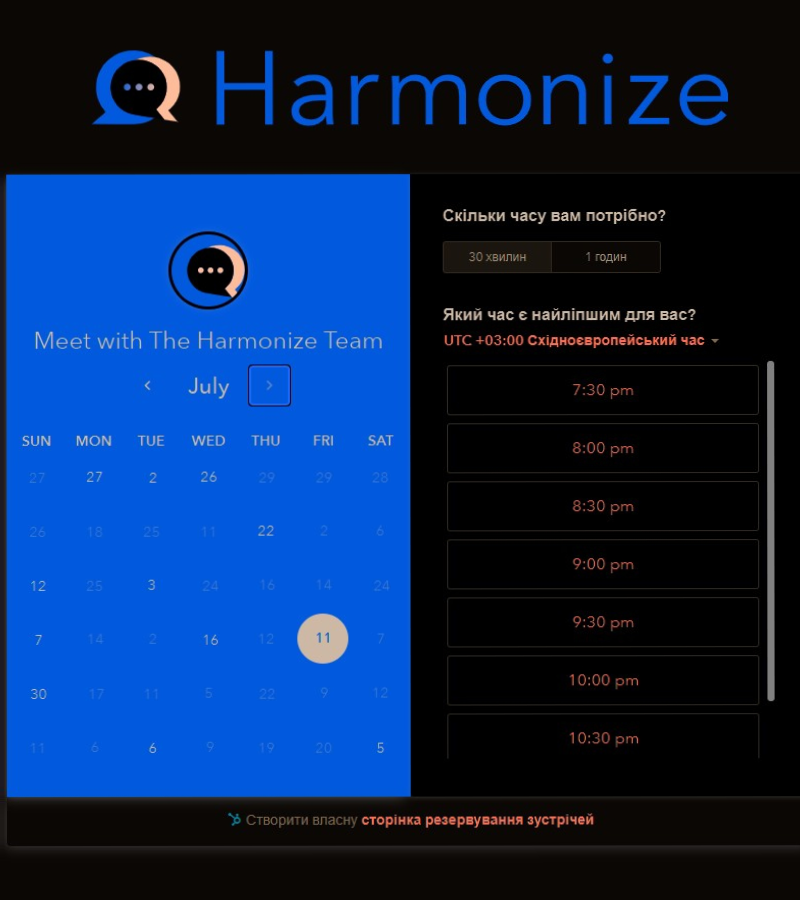 Harmonize
Meet with The Harmonize Team
July
SUN MON TUE WED THU FRI SAT
27 27 2 26 29 29 28
26 18 25 11 22 2 6
12 25 3 24 16 14 24
7 14 2 16 12 11 7
30 17 11 5 22 9 12
11 6 6 9 19 20 5
Скільки часу вам потрібно?
30 хвилин 1 годин
Який час є найліпшим для вас?
UTC +03:00 Східноєвропейський час
7:30 pm
8:00 pm
8:30 pm
9:00 pm
9:30 pm
10:00 pm
10:30 pm
Створити власну сторінка резервування зустрічей